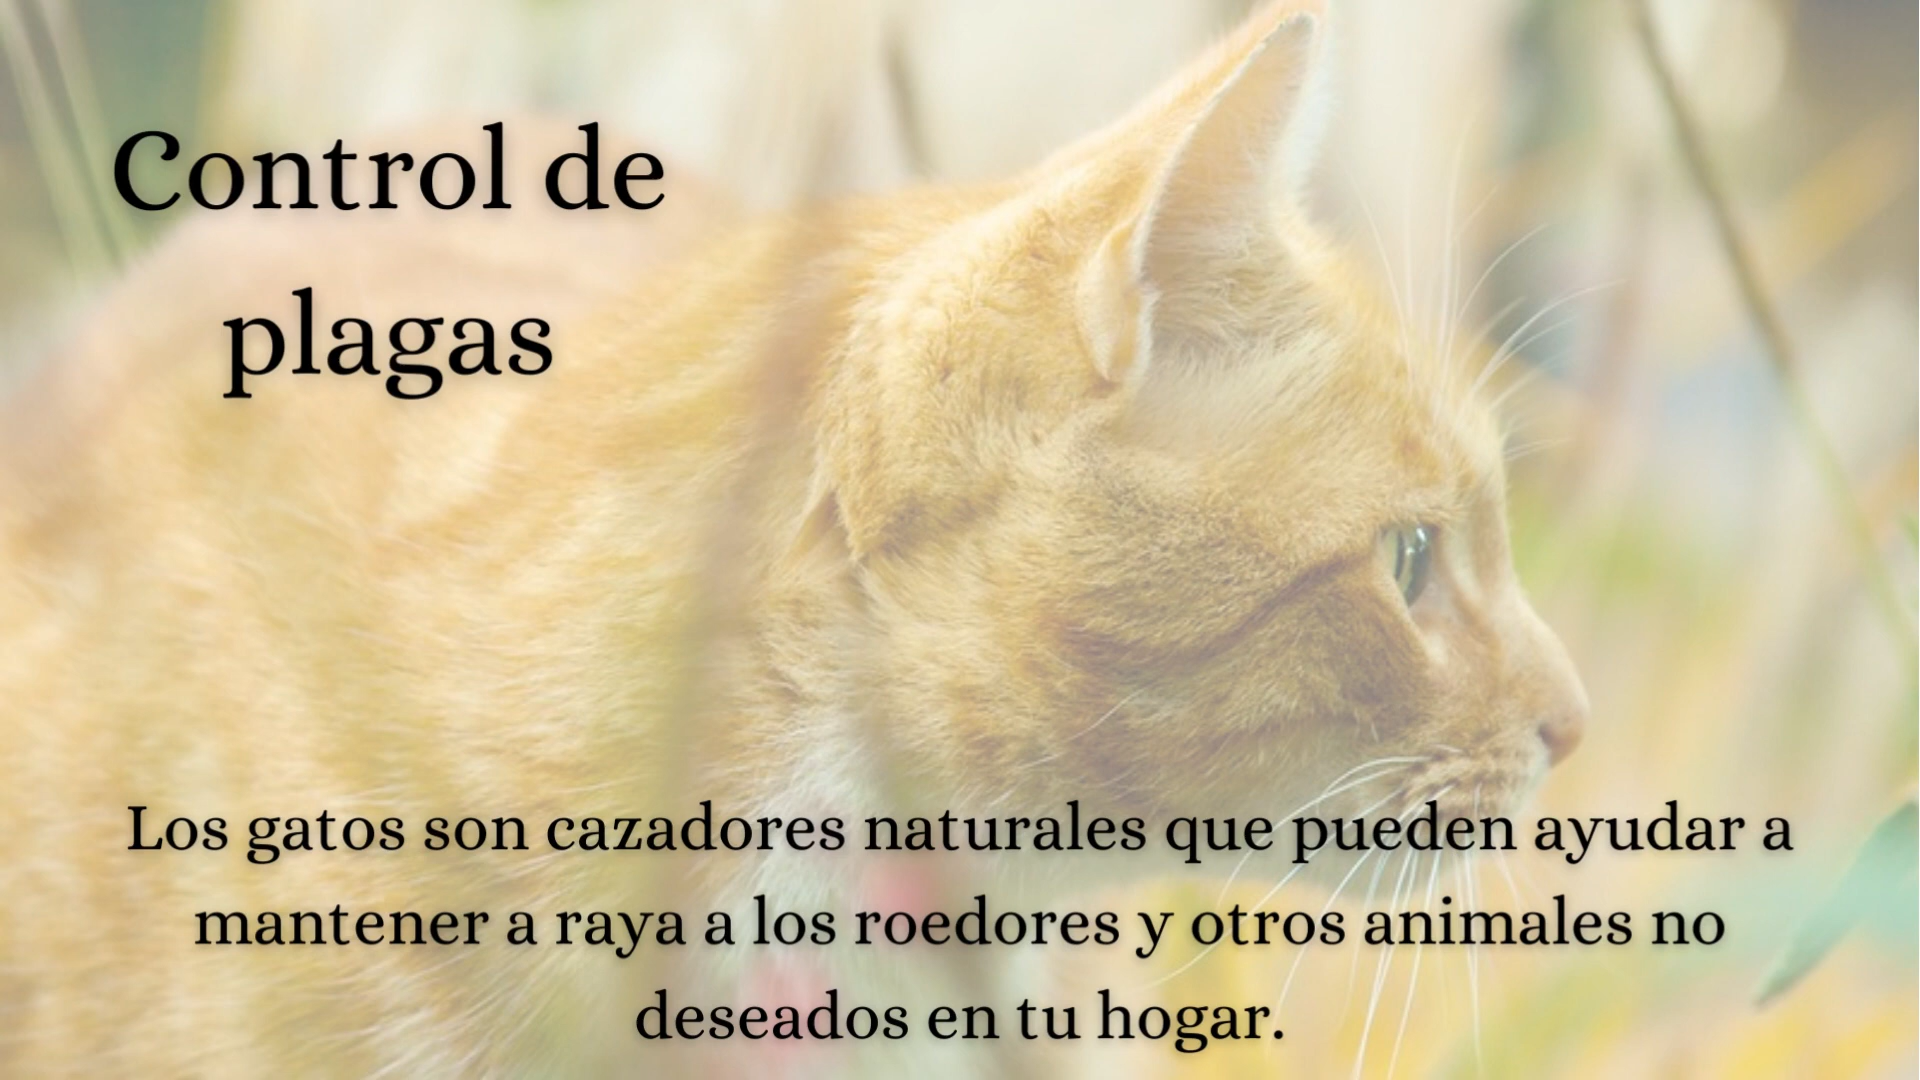 Control de
plagas
Los gatos son cazadores naturales que pueden ayudar a
mantener a raya a los roedores y otros animales no
deseados en tu hogar.